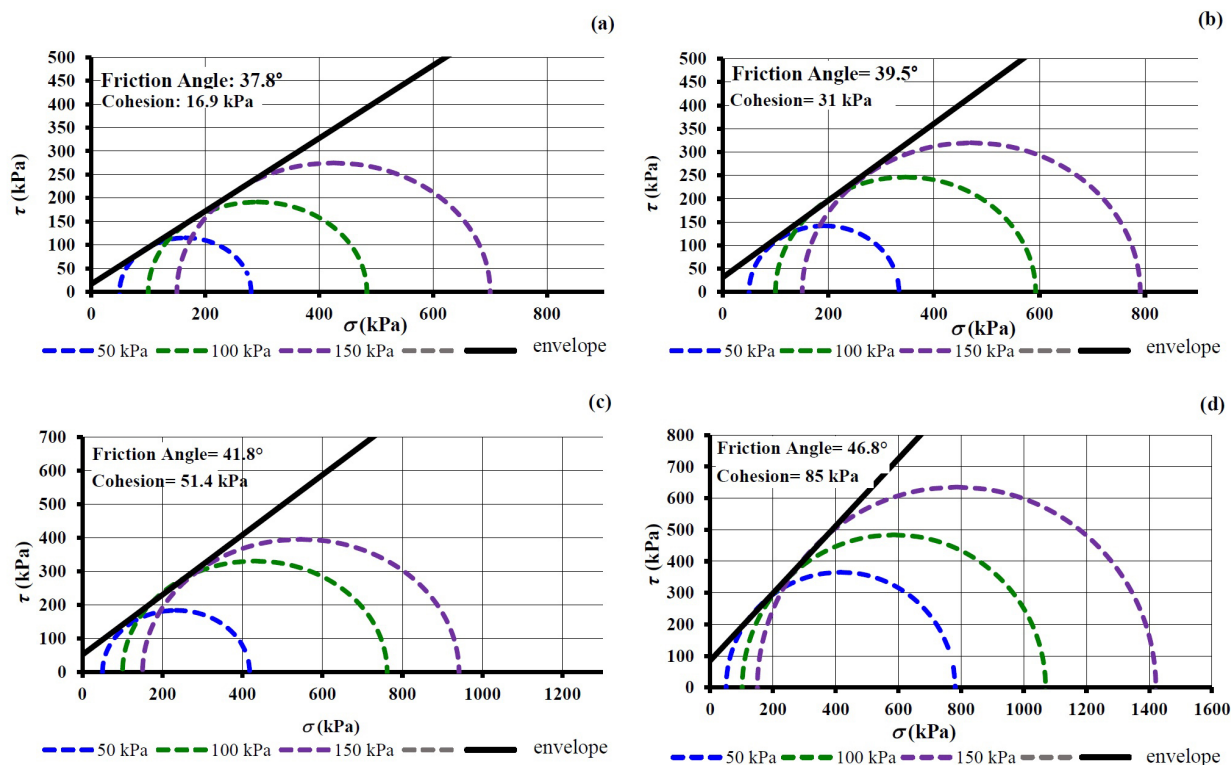 (a)
Friction Angle: 37.8°
Cohesion: 16.9 kPa
τ (kPa)
500
450
400
350
300
250
200
150
100
50
0
0 200 400 600 800
σ (kPa)
50 kPa 100 kPa 150 kPa envelope
(b)
Friction Angle= 39.5°
Cohesion= 31 kPa
τ (kPa)
500
450
400
350
300
250
200
150
100
50
0
0 200 400 600 800
σ (kPa)
50 kPa 100 kPa 150 kPa envelope
(c)
Friction Angle= 41.8°
Cohesion= 51.4 kPa
τ (kPa)
700
600
500
400
300
200
100
0
0 200 400 600 800 1000 1200
σ (kPa)
50 kPa 100 kPa 150 kPa envelope
(d)
Friction Angle= 46.8°
Cohesion= 85 kPa
τ (kPa)
800
700
600
500
400
300
200
100
0
0 200 400 600 800 1000 1200 1400 1600
σ (kPa)
50 kPa 100 kPa 150 kPa envelope